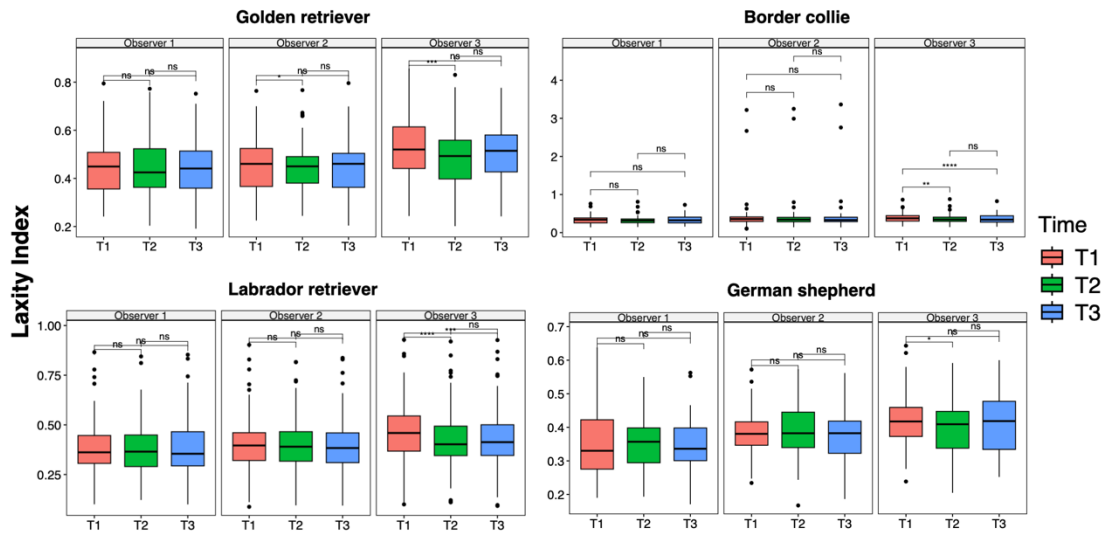 Golden retriever
Observer 1
Observer 2
Observer 3
ns
ns
ns
*
ns
ns
***
ns
ns
0.8
0.6
0.4
0.2
T1 T2 T3
T1 T2 T3
T1 T2 T3
Border collie
Observer 1
Observer 2
Observer 3
ns
ns
ns
ns
ns
ns
**
****
ns
4
3
2
1
0
T1 T2 T3
T1 T2 T3
T1 T2 T3
Laxity Index
Time
T1
T2
T3
Labrador retriever
Observer 1
Observer 2
Observer 3
ns
ns
ns
ns
ns
ns
****
***
ns
1.00
0.75
0.50
0.25
T1 T2 T3
T1 T2 T3
T1 T2 T3
German shepherd
Observer 1
Observer 2
Observer 3
ns
ns
ns
ns
ns
ns
*
ns
ns
0.7
0.6
0.5
0.4
0.3
0.2
T1 T2 T3
T1 T2 T3
T1 T2 T3